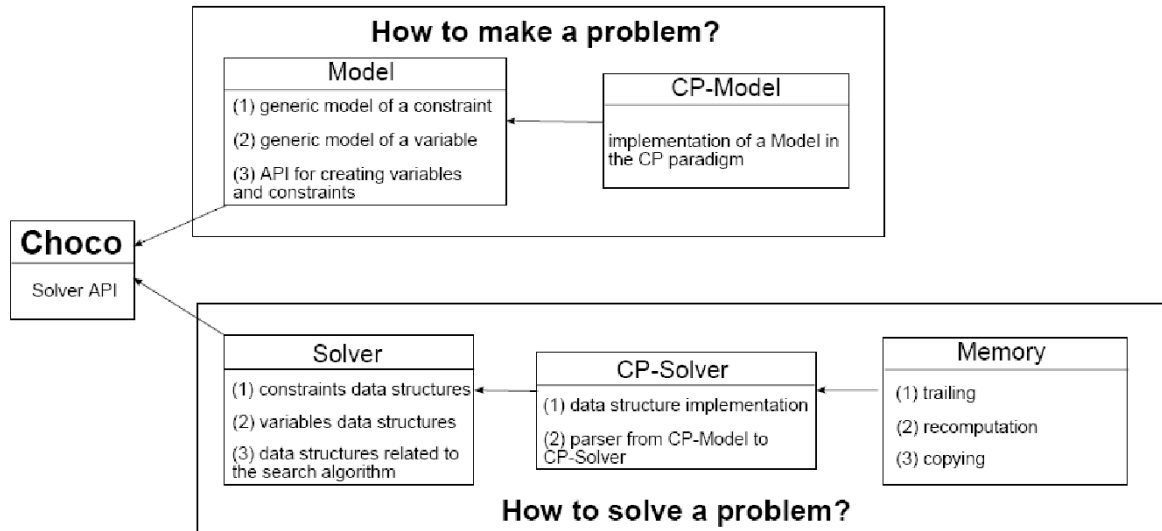 How to make a problem?
Model
(1) generic model of a constraint
(2) generic model of a variable
(3) API for creating variables
and constraints
CP-Model
implementation of a Model in
the CP paradigm
Choco
Solver API
Solver
(1) constraints data structures
(2) variables data structures
(3) data structures related to
the search algorithm
CP-Solver
(1) data structure implementation
(2) parser from CP-Model to
CP-Solver
Memory
(1) trailing
(2) recomputation
(3) copying
How to solve a problem?